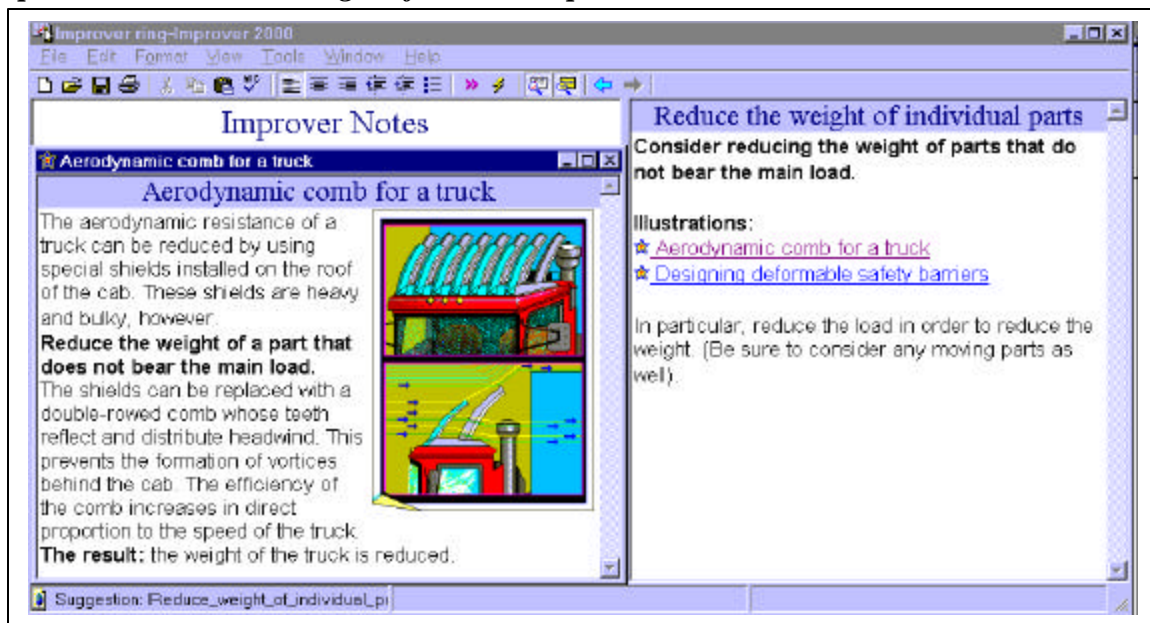 Improver ring-Improver 2000
File Edit Format View Tools Window Help
Improver Notes
Aerodynamic comb for a truck
Aerodynamic comb for a truck
The aerodynamic resistance of a
truck can be reduced by using
special shields installed on the roof
of the cab. These shields are heavy
and bulky, however.
Reduce the weight of a part that
does not bear the main load.
The shields can be replaced with a
double-rowed comb whose teeth
reflect and distribute headwind. This
prevents the formation of vortices
behind the cab. The efficiency of
the comb increases in direct
proportion to the speed of the truck.
The result: the weight of the truck is reduced.
Reduce the weight of individual parts
Consider reducing the weight of parts that do
not bear the main load.
Illustrations:
Aerodynamic comb for a truck
Designing deformable safety barriers
In particular, reduce the load in order to reduce the
weight. (Be sure to consider any moving parts as
well).
Suggestion: Reduce_weight_of_individual_p